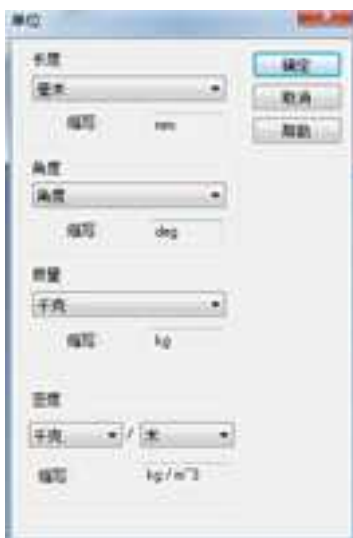 单位
长度
毫米
确定
取消
帮助
缩写 mm
角度
角度
缩写 deg
质量
千克
缩写 kg
密度
千克 / 米
缩写 kg/m^3